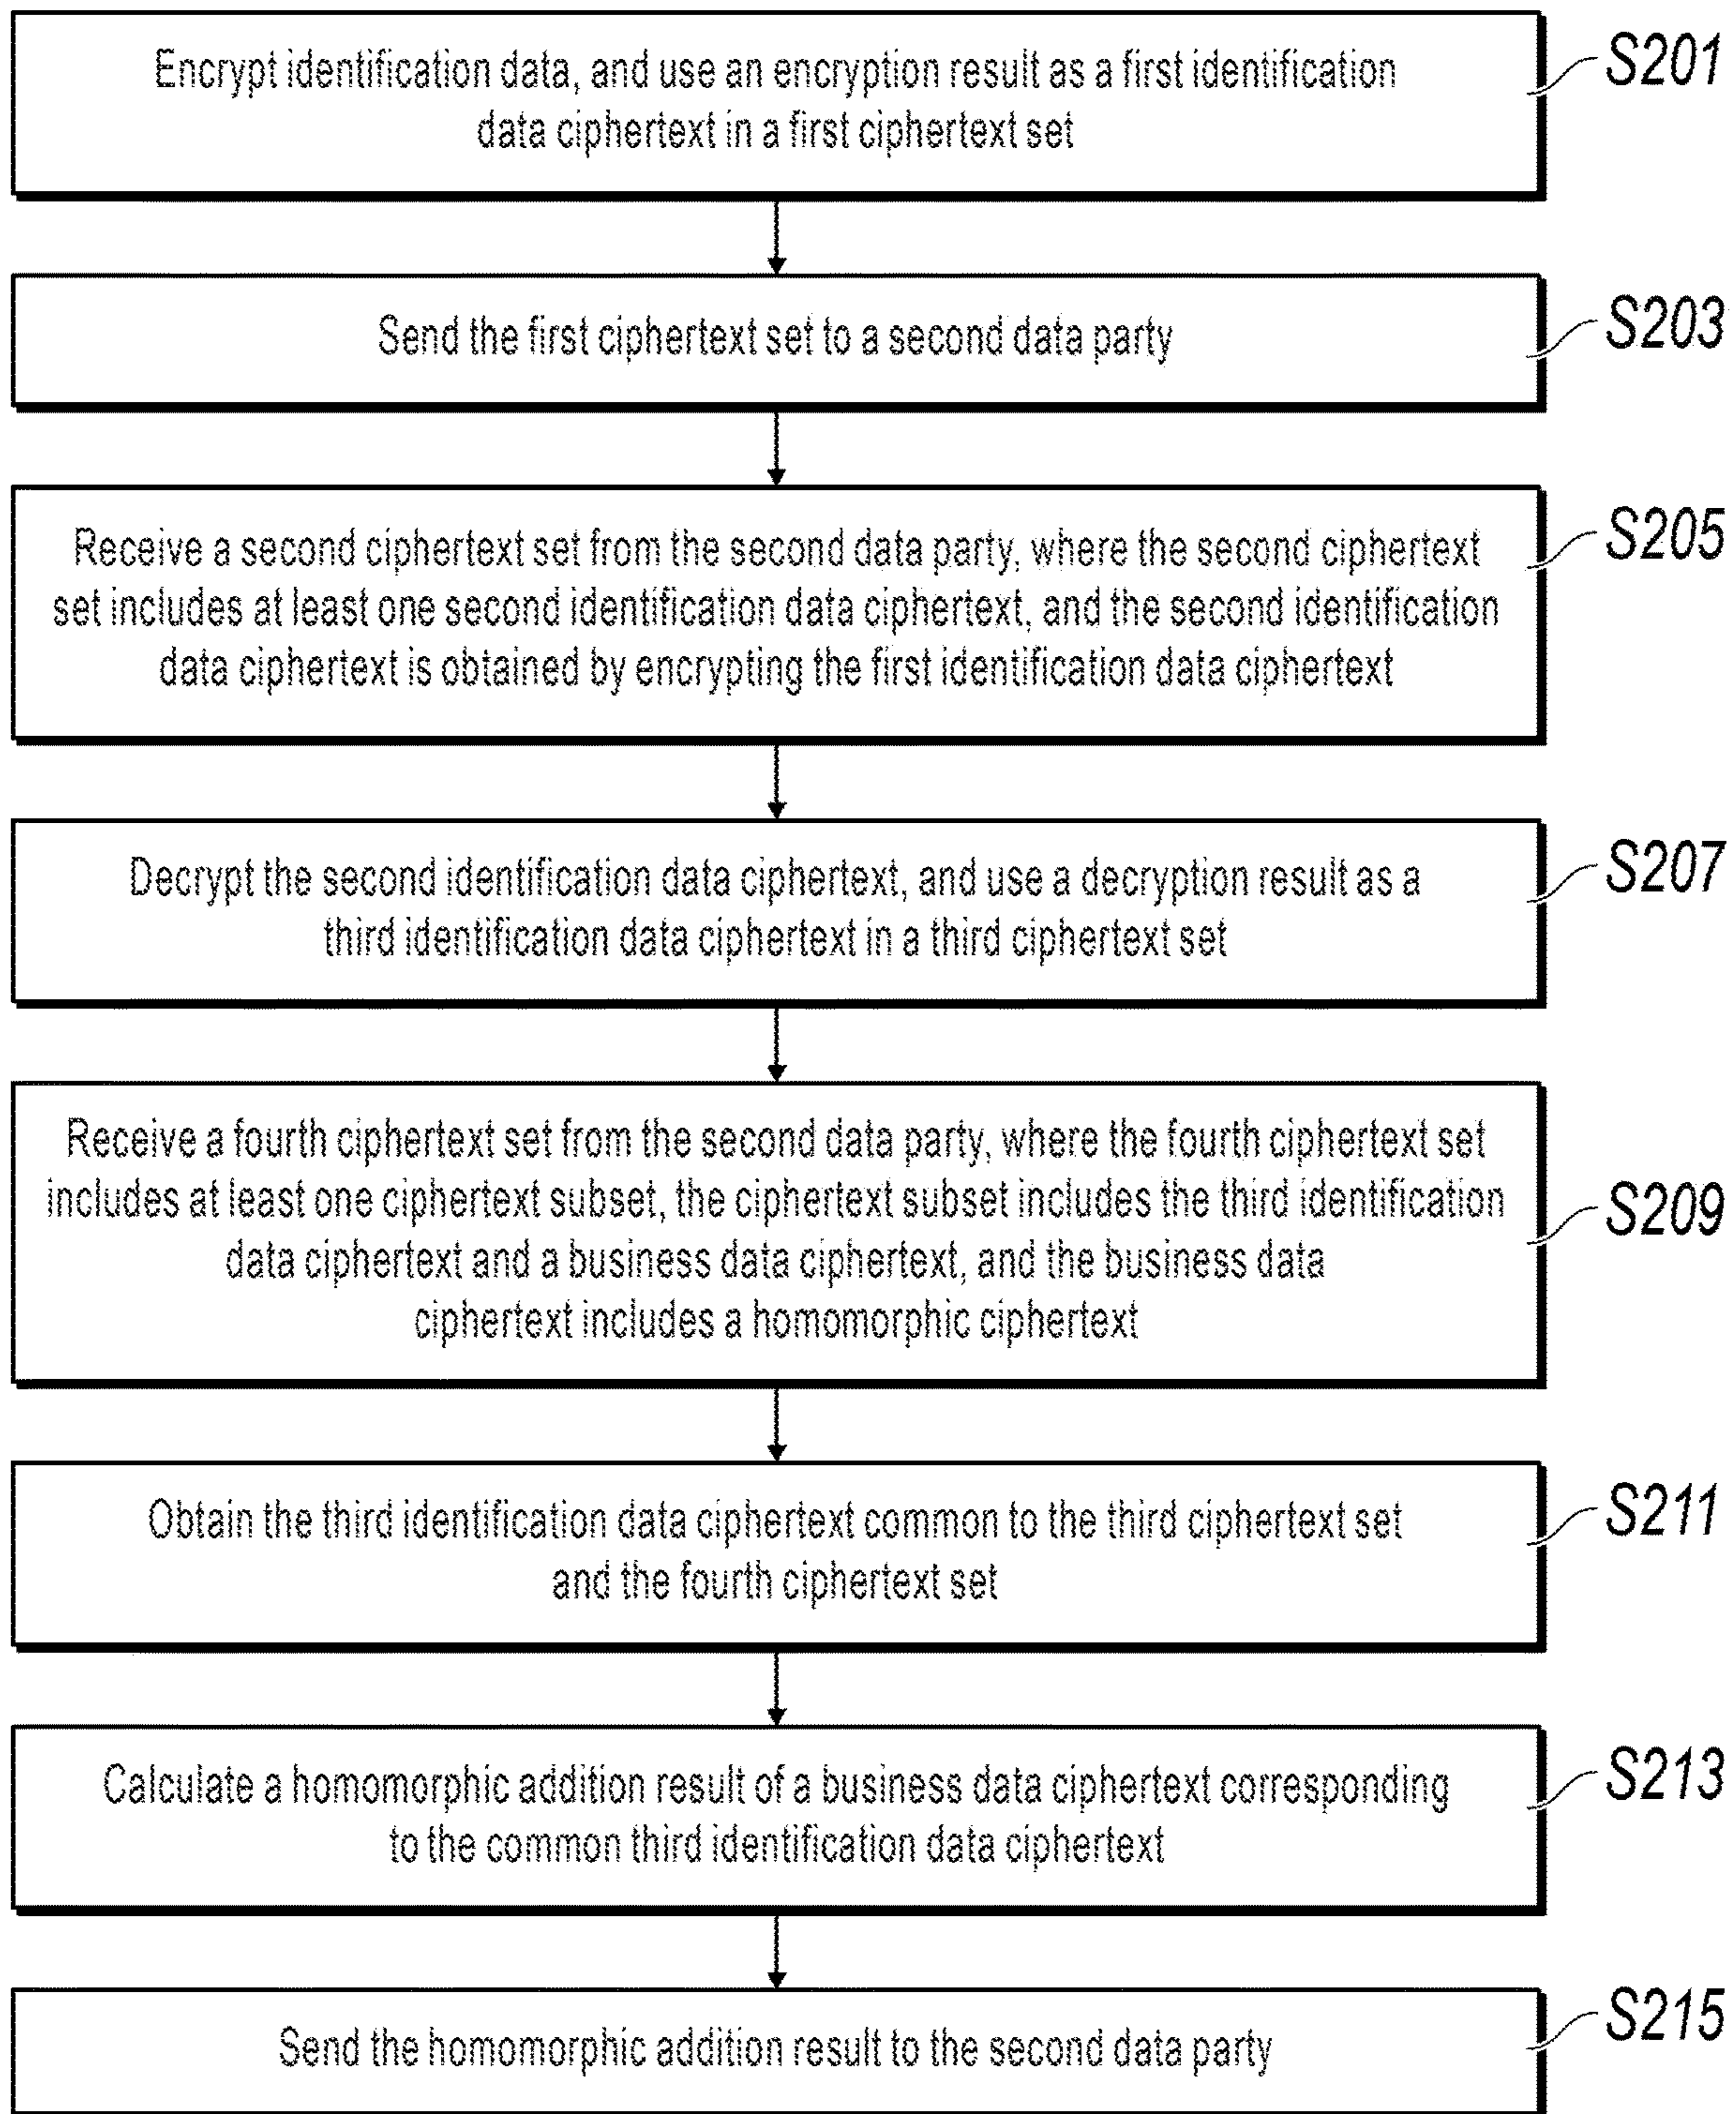 Encrypt identification data, and use an encryption result as a first identification
data ciphertext in a first ciphertext set
S201
Send the first ciphertext set to a second data party
S203
Receive a second ciphertext set from the second data party, where the second ciphertext
set includes at least one second identification data ciphertext, and the second identification
data ciphertext is obtained by encrypting the first identification data ciphertext
S205
Decrypt the second identification data ciphertext, and use a decryption result as a
third identification data ciphertext in a third ciphertext set
S207
Receive a fourth ciphertext set from the second data party, where the fourth ciphertext set
includes at least one ciphertext subset, the ciphertext subset includes the third identification
data ciphertext and a business data ciphertext, and the business data
ciphertext includes a homomorphic ciphertext
S209
Obtain the third identification data ciphertext common to the third ciphertext set
and the fourth ciphertext set
S211
Calculate a homomorphic addition result of a business data ciphertext corresponding
to the common third identification data ciphertext
S213
Send the homomorphic addition result to the second data party
S215